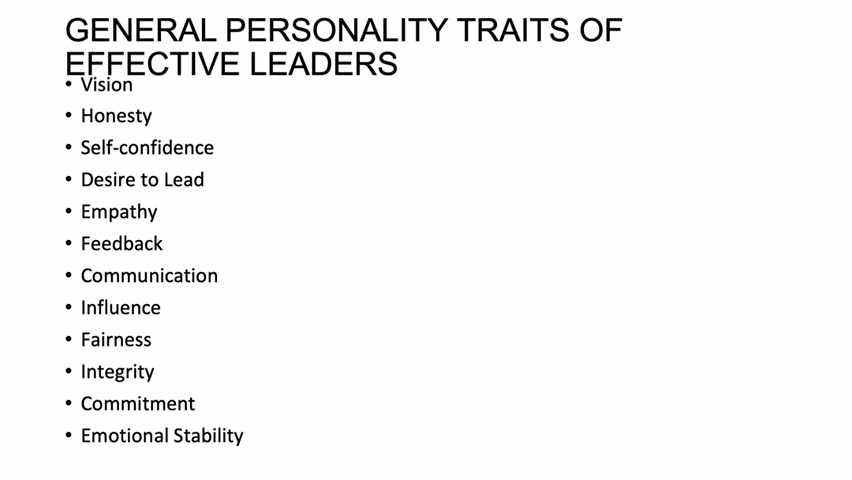 GENERAL PERSONALITY TRAITS OF
EFFECTIVE LEADERS
• Vision
• Honesty
• Self-confidence
• Desire to Lead
• Empathy
• Feedback
• Communication
• Influence
• Fairness
• Integrity
• Commitment
• Emotional Stability